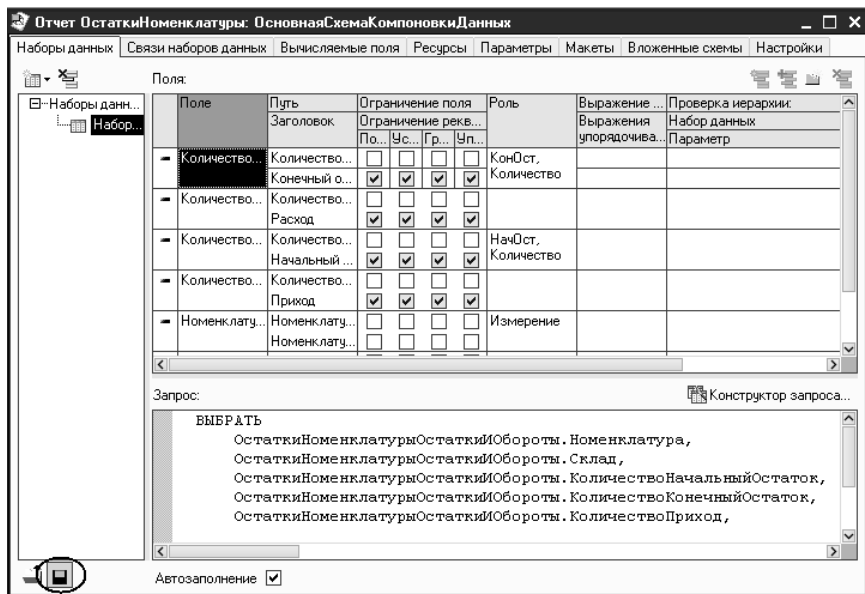 Отчет ОстаткиНоменклатуры: ОсновнаяСхемаКомпоновкиДанных
Наборы данных Связи наборов данных Вычисляемые поля Ресурсы Параметры Макеты Вложенные схемы Настройки
Поля:
Наборы данн...
Набор...
Поле Путь Ограничение поля Роль Выражение ... Проверка иерархии:
Заголовок Ограничение рекв... Выражения Набор данных
По... Ус... Гр... Уп... упорядочива... Параметр
Количество... Количество... КонОст,
Конечный о... Количество
Количество... Количество...
Расход
Количество... Количество... НачОст,
Начальный ... Количество
Количество... Количество...
Приход
Номенклату... Номенклату... Измерение
Номенклату...
Запрос: Конструктор запроса...
ВЫБРАТЬ
ОстаткиНоменклатурыОстаткиИОбороты.Номенклатура,
ОстаткиНоменклатурыОстаткиИОбороты.Склад,
ОстаткиНоменклатурыОстаткиИОбороты.КоличествоНачальныйОстаток,
ОстаткиНоменклатурыОстаткиИОбороты.КоличествоКонечныйОстаток,
ОстаткиНоменклатурыОстаткиИОбороты.КоличествоПриход,
Автозаполнение